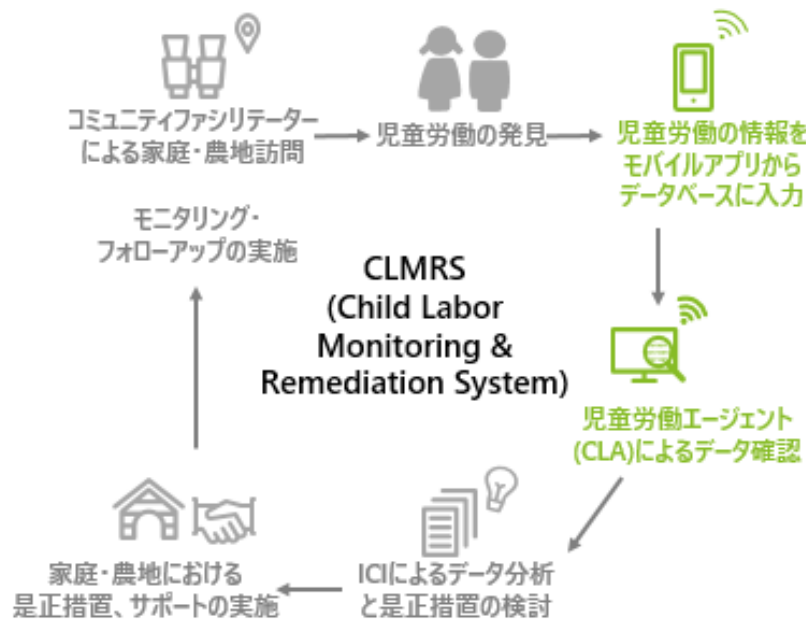 コミュニティファシリテーター
による家庭・農地訪問
児童労働の発見
児童労働の情報を
モバイルアプリから
データベースに入力
モニタリング・
フォローアップの実施
CLMRS
(Child Labor
Monitoring &
Remediation System)
児童労働エージェント
(CLA)によるデータ確認
家庭・農地における
是正措置、サポートの実施
ICIによるデータ分析
と是正措置の検討